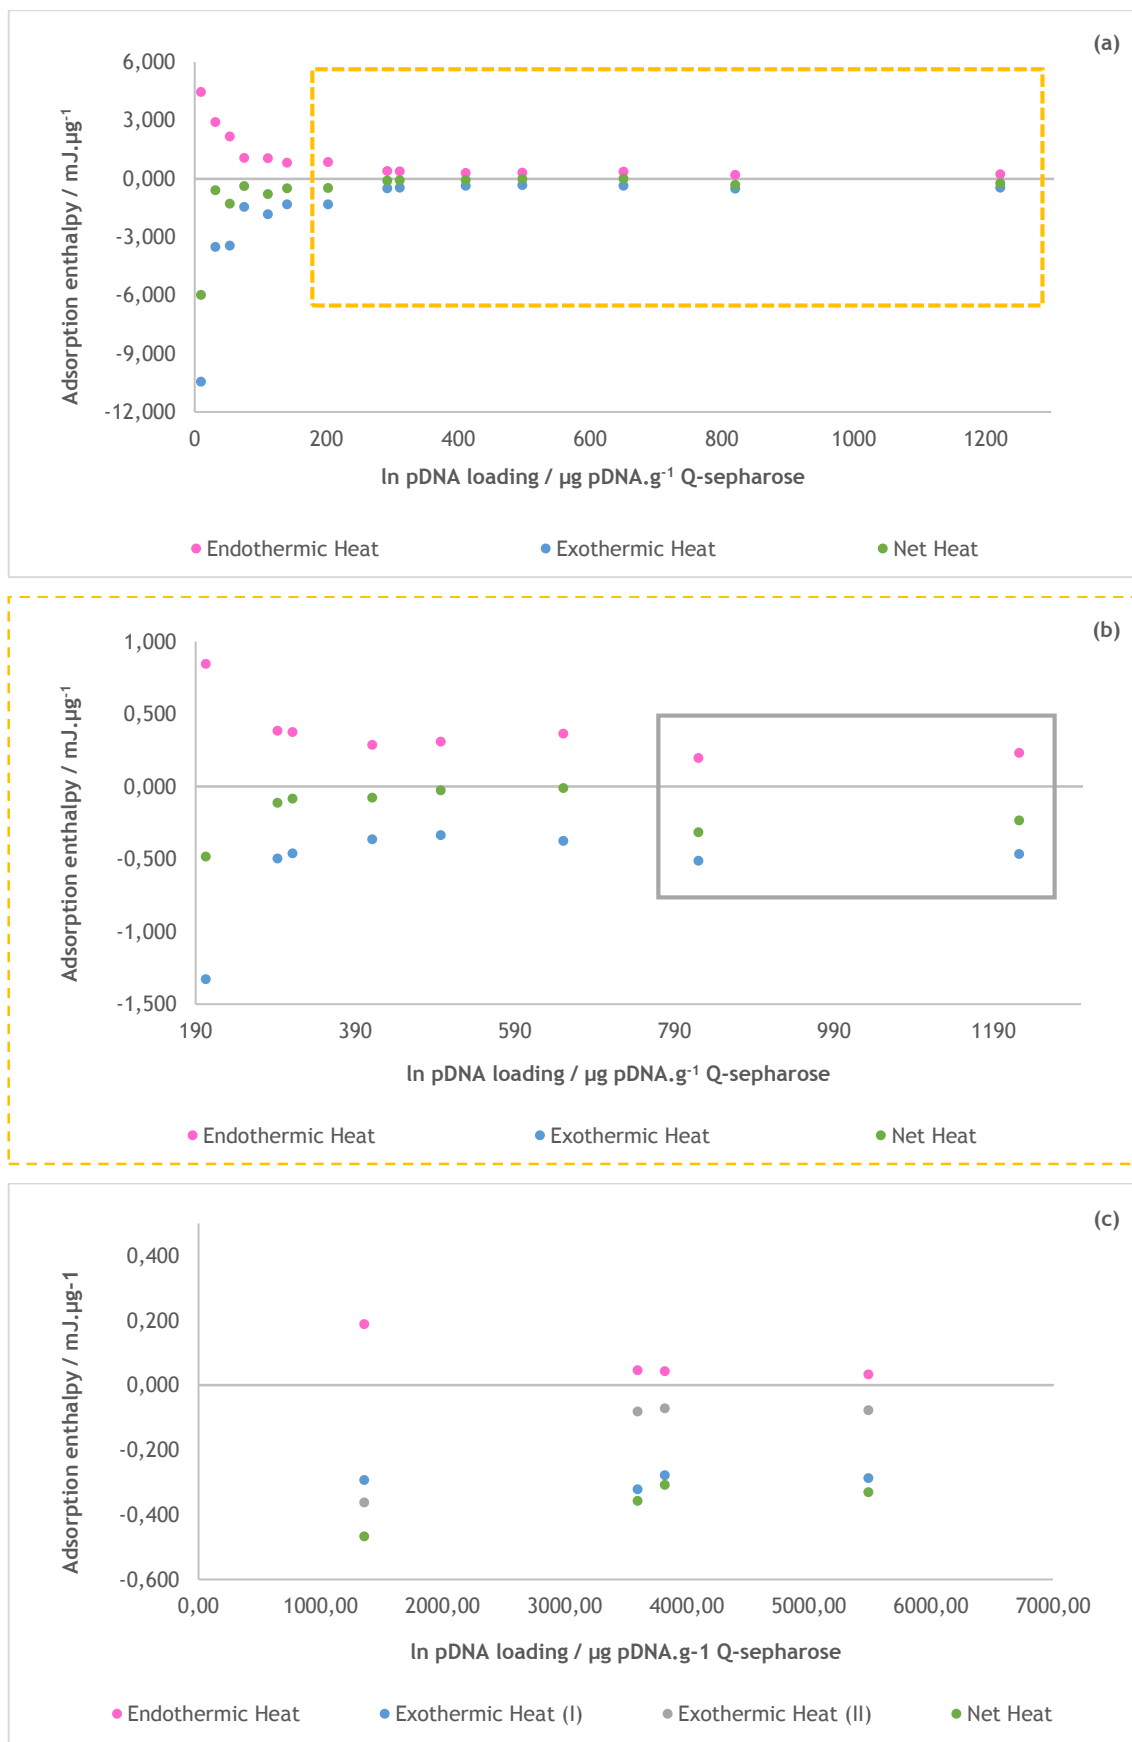 (a)
6,000
3,000
0,000
-3,000
-6,000
-9,000
-12,000
Adsorption enthalpy / mJ.µg⁻¹
0 200 400 600 800 1000 1200
ln pDNA loading / µg pDNA.g⁻¹ Q-sepharose
Endothermic Heat Exothermic Heat Net Heat
(b)
1,000
0,500
0,000
-0,500
-1,000
-1,500
Adsorption enthalpy / mJ.µg⁻¹
190 390 590 790 990 1190
ln pDNA loading / µg pDNA.g⁻¹ Q-sepharose
Endothermic Heat Exothermic Heat Net Heat
(c)
0,400
0,200
0,000
-0,200
-0,400
-0,600
Adsorption enthalpy / mJ.µg-1
0,00 1000,00 2000,00 3000,00 4000,00 5000,00 6000,00 7000,00
ln pDNA loading / µg pDNA.g-1 Q-sepharose
Endothermic Heat Exothermic Heat (I) Exothermic Heat (II) Net Heat